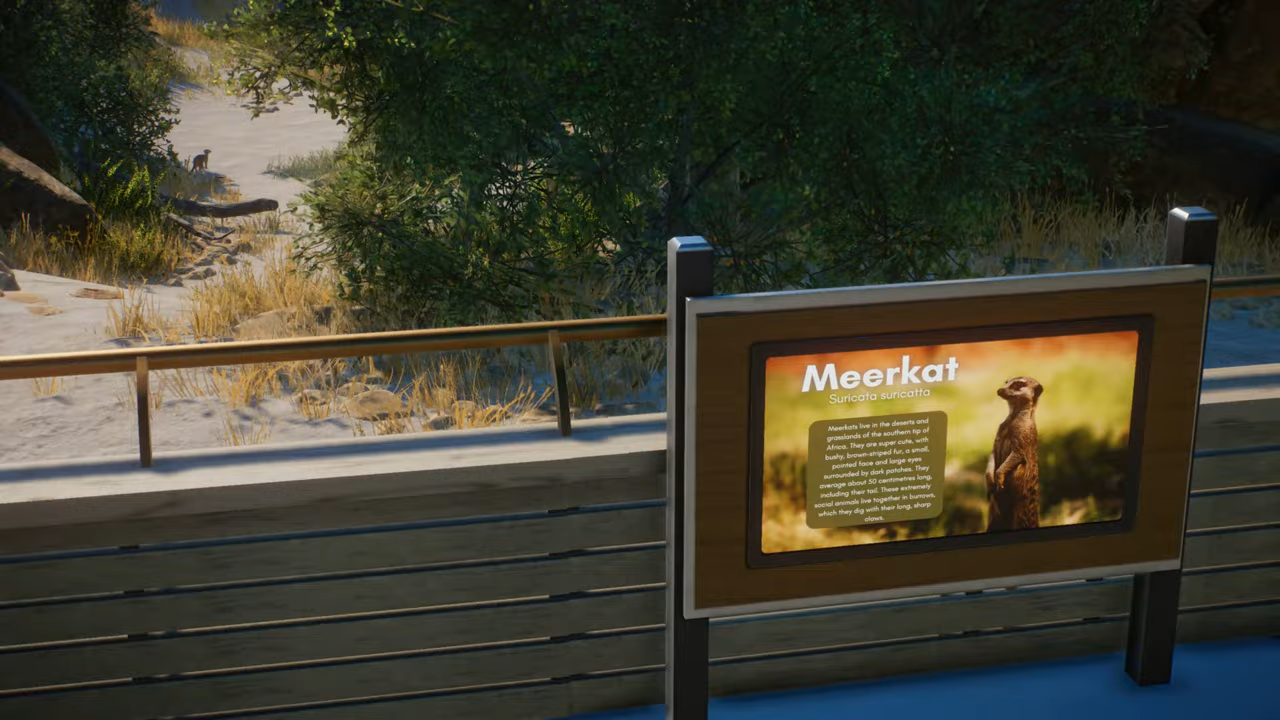 Meerkat
Suricata suricatta
Meerkats live in the deserts and
grasslands of the southern tip of
Africa. They are super cute, with
bushy, brown-striped fur, a small,
pointed face and large eyes
surrounded by dark patches. They
average about 50 centimetres long,
including their tail. These extremely
social animals live together in burrows,
which they dig with their long, sharp
claws.